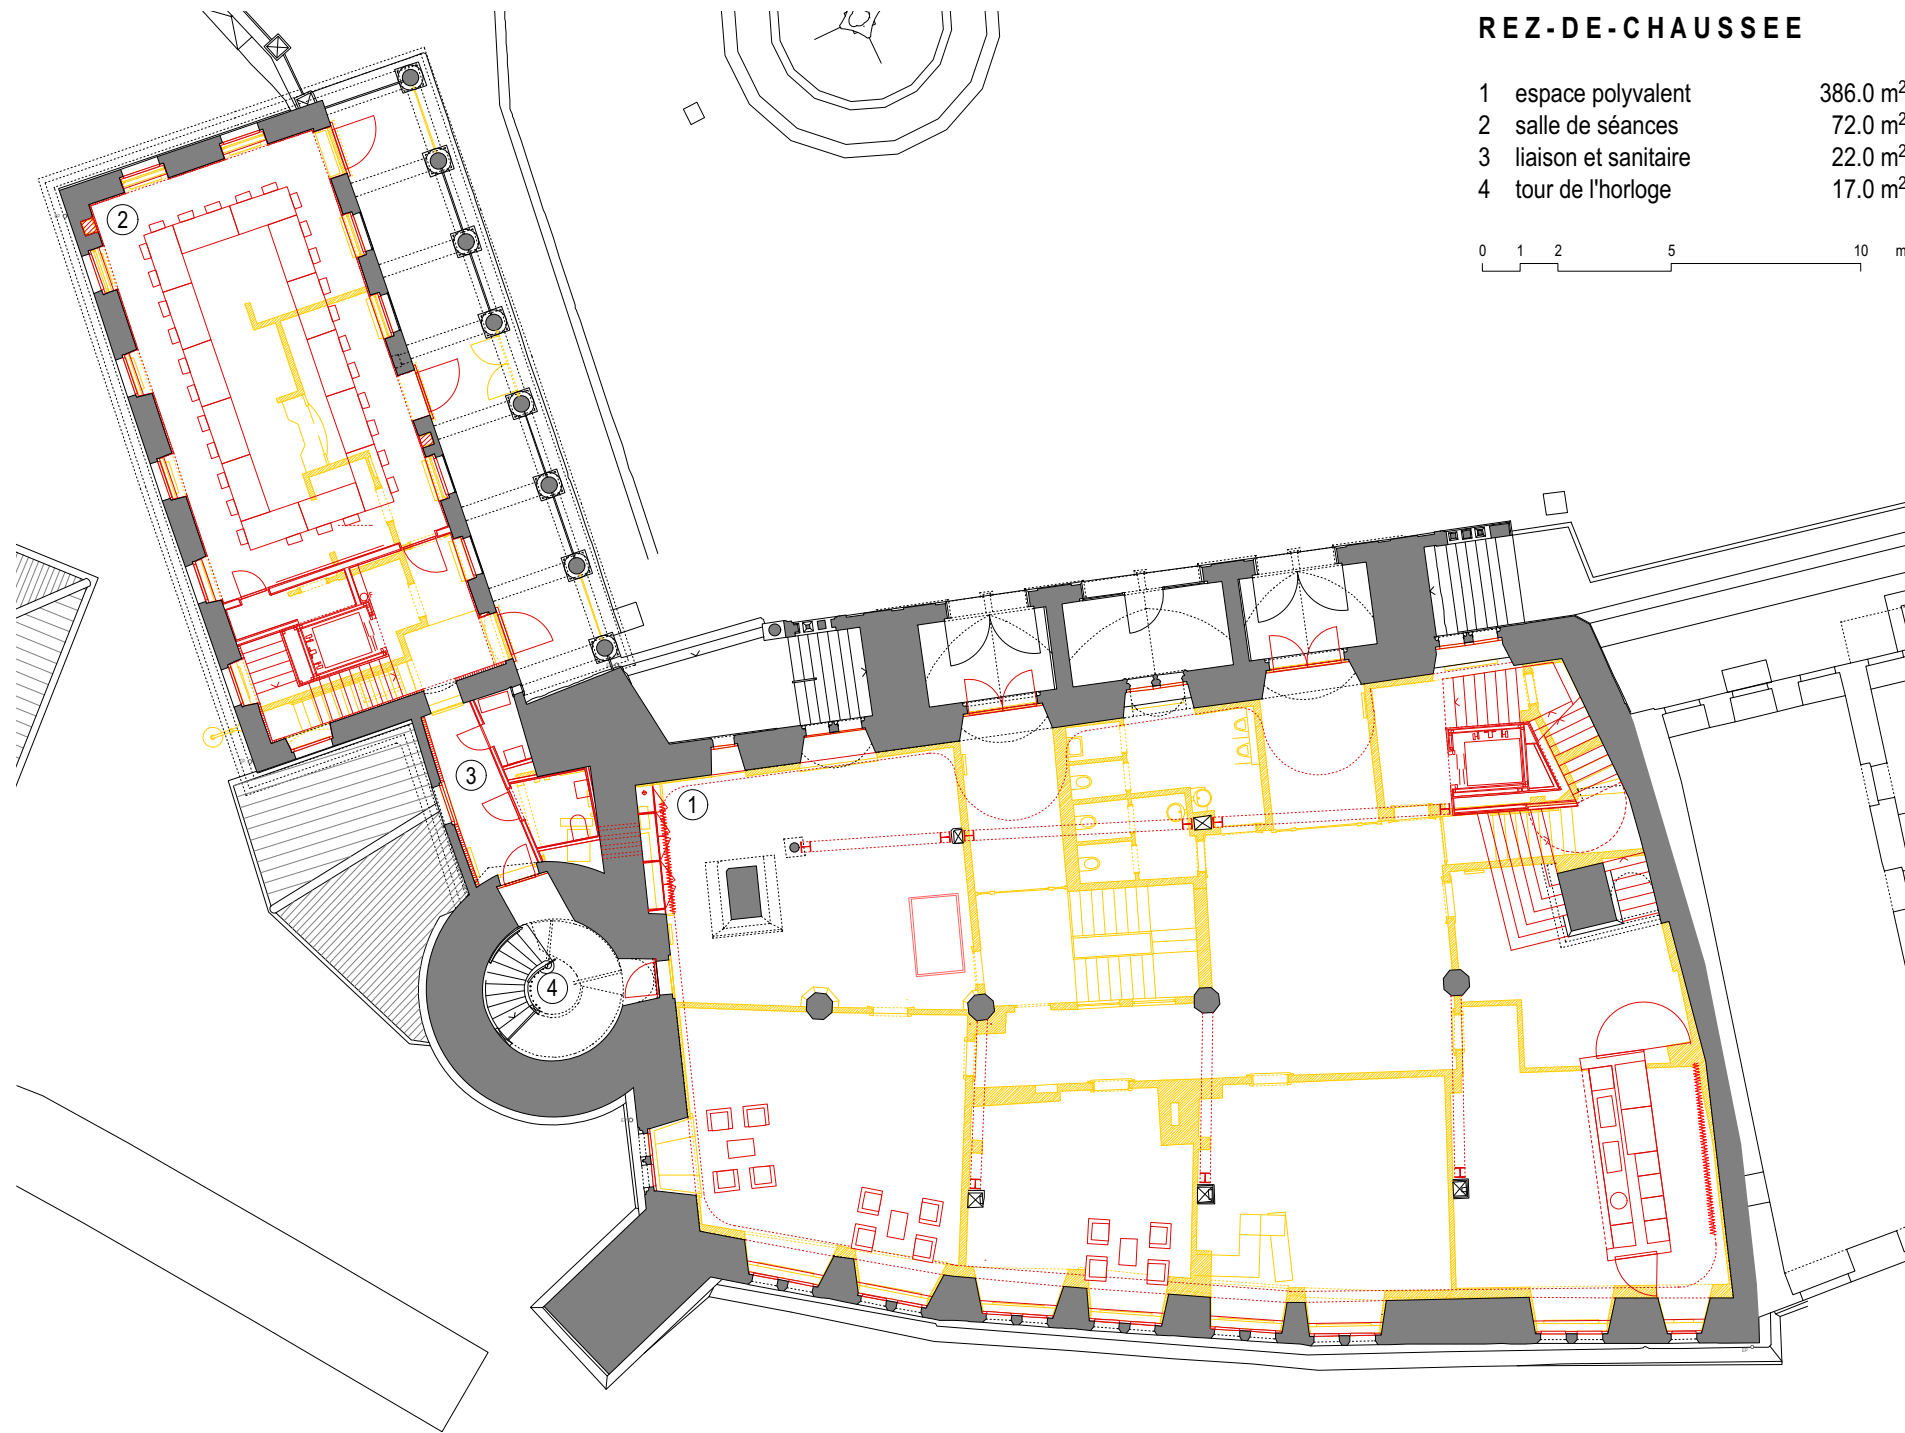 REZ-DE-CHAUSSEE
1 espace polyvalent 386.0 m²
2 salle de séances 72.0 m²
3 liaison et sanitaire 22.0 m²
4 tour de l'horloge 17.0 m²
0 1 2 5 10 m
2
3
1
4